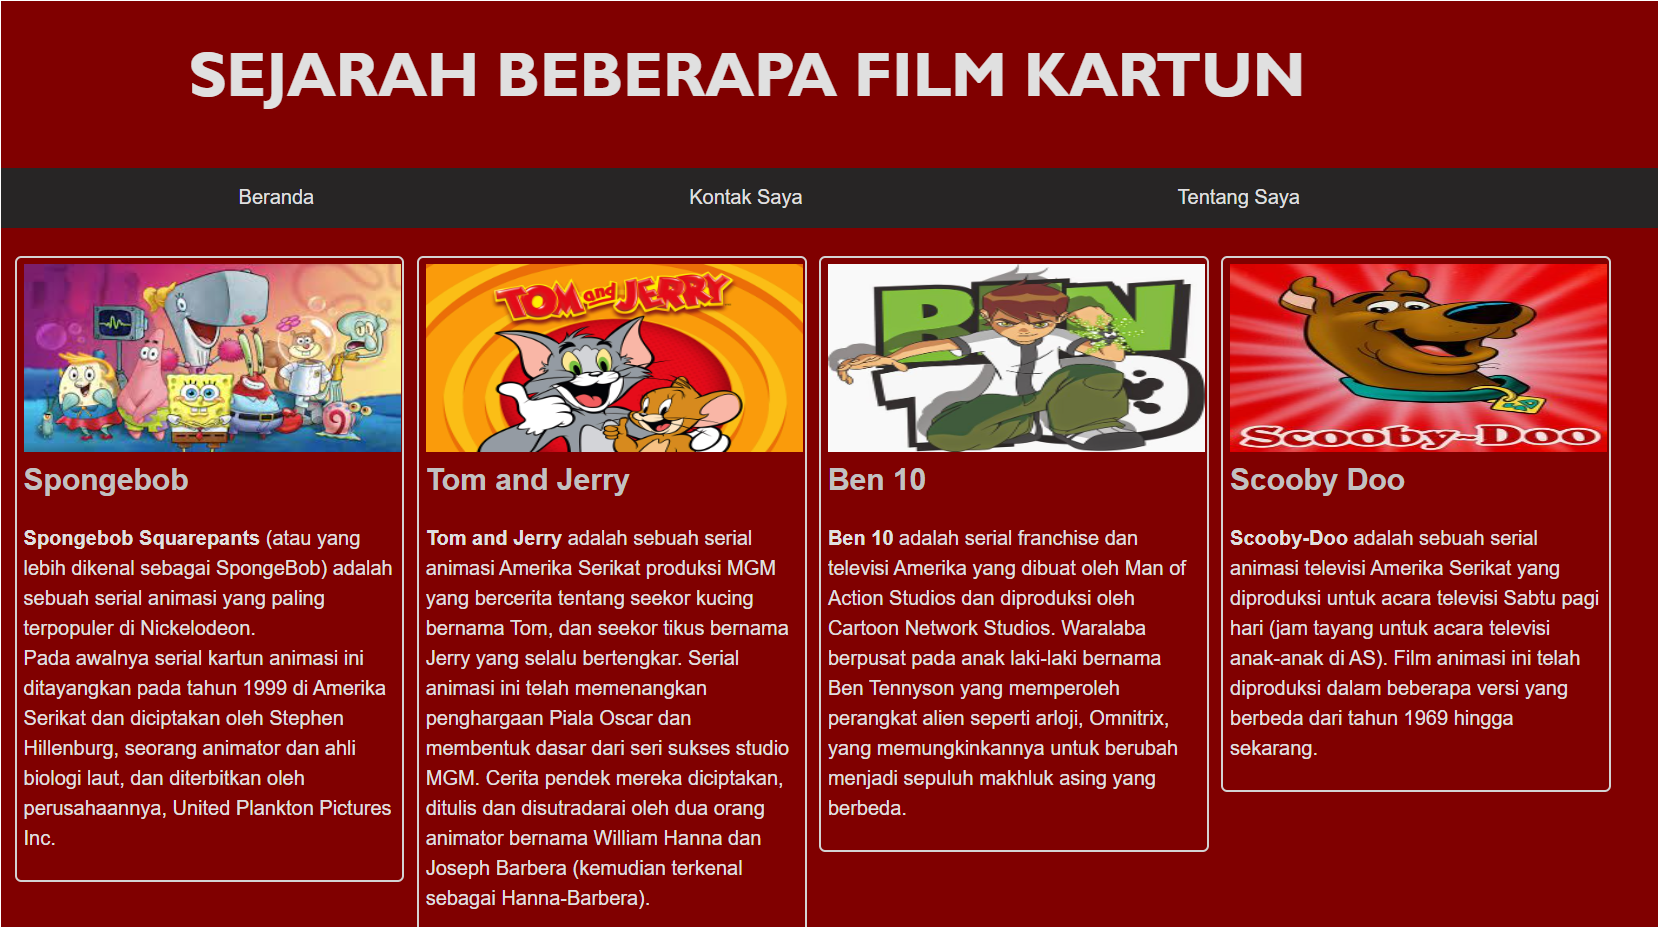 SEJARAH BEBERAPA FILM KARTUN
Beranda
Kontak Saya
Tentang Saya
Spongebob
Spongebob Squarepants (atau yang
lebih dikenal sebagai SpongeBob) adalah
sebuah serial animasi yang paling
terpopuler di Nickelodeon.
Pada awalnya serial kartun animasi ini
ditayangkan pada tahun 1999 di Amerika
Serikat dan diciptakan oleh Stephen
Hillenburg, seorang animator dan ahli
biologi laut, dan diterbitkan oleh
perusahaannya, United Plankton Pictures
Inc.
TOM and JERRY
Tom and Jerry
Tom and Jerry adalah sebuah serial
animasi Amerika Serikat produksi MGM
yang bercerita tentang seekor kucing
bernama Tom, dan seekor tikus bernama
Jerry yang selalu bertengkar. Serial
animasi ini telah memenangkan
penghargaan Piala Oscar dan
membentuk dasar dari seri sukses studio
MGM. Cerita pendek mereka diciptakan,
ditulis dan disutradarai oleh dua orang
animator bernama William Hanna dan
Joseph Barbera (kemudian terkenal
sebagai Hanna-Barbera).
BEN
10
Ben 10
Ben 10 adalah serial franchise dan
televisi Amerika yang dibuat oleh Man of
Action Studios dan diproduksi oleh
Cartoon Network Studios. Waralaba
berpusat pada anak laki-laki bernama
Ben Tennyson yang memperoleh
perangkat alien seperti arloji, Omnitrix,
yang memungkinkannya untuk berubah
menjadi sepuluh makhluk asing yang
berbeda.
SD
Scooby-Doo
Scooby Doo
Scooby-Doo adalah sebuah serial
animasi televisi Amerika Serikat yang
diproduksi untuk acara televisi Sabtu pagi
hari (jam tayang untuk acara televisi
anak-anak di AS). Film animasi ini telah
diproduksi dalam beberapa versi yang
berbeda dari tahun 1969 hingga
sekarang.